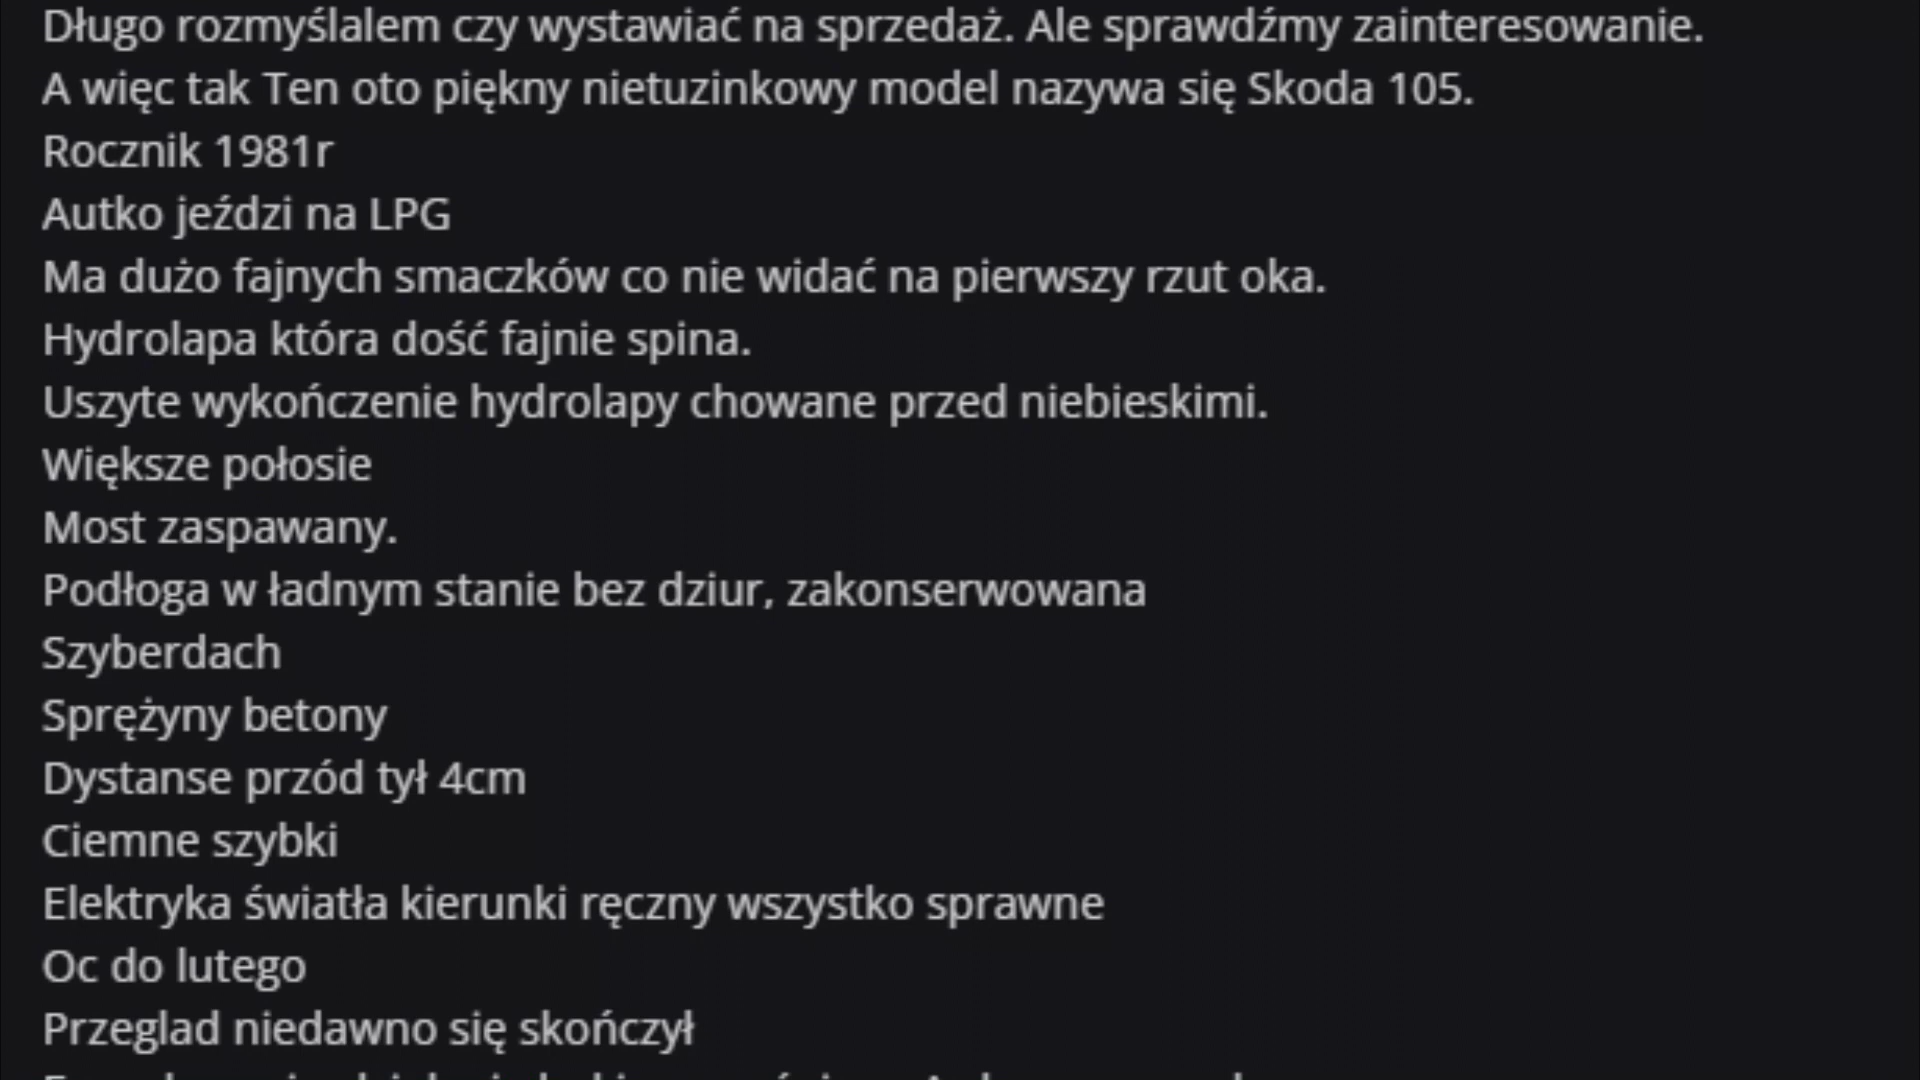 Długo rozmyślalem czy wystawiać na sprzedaż. Ale sprawdźmy zainteresowanie.
A więc tak Ten oto piękny nietuzinkowy model nazywa się Skoda 105.
Rocznik 1981r
Autko jeździ na LPG
Ma dużo fajnych smaczków co nie widać na pierwszy rzut oka.
Hydrolapa która dość fajnie spina.
Uszyte wykończenie hydrolapy chowane przed niebieskimi.
Większe połosie
Most zaspawany.
Podłoga w ładnym stanie bez dziur, zakonserwowana
Szyberdach
Sprężyny betony
Dystanse przód tył 4cm
Ciemne szybki
Elektryka światła kierunki ręczny wszystko sprawne
Oc do lutego
Przeglad niedawno się skończył